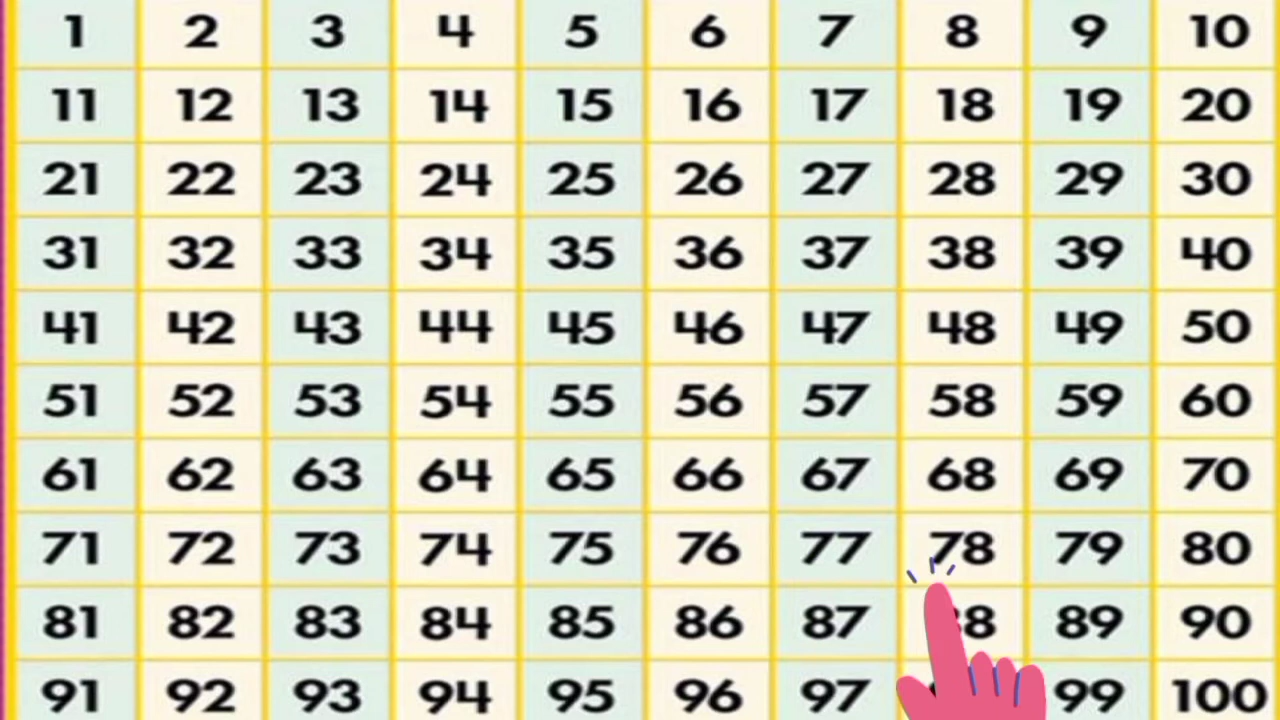 1 2 3 4 5 6 7 8 9 10
11 12 13 14 15 16 17 18 19 20
21 22 23 24 25 26 27 28 29 30
31 32 33 34 35 36 37 38 39 40
41 42 43 44 45 46 47 48 49 50
51 52 53 54 55 56 57 58 59 60
61 62 63 64 65 66 67 68 69 70
71 72 73 74 75 76 77 78 79 80
81 82 83 84 85 86 87 88 89 90
91 92 93 94 95 96 97 99 100